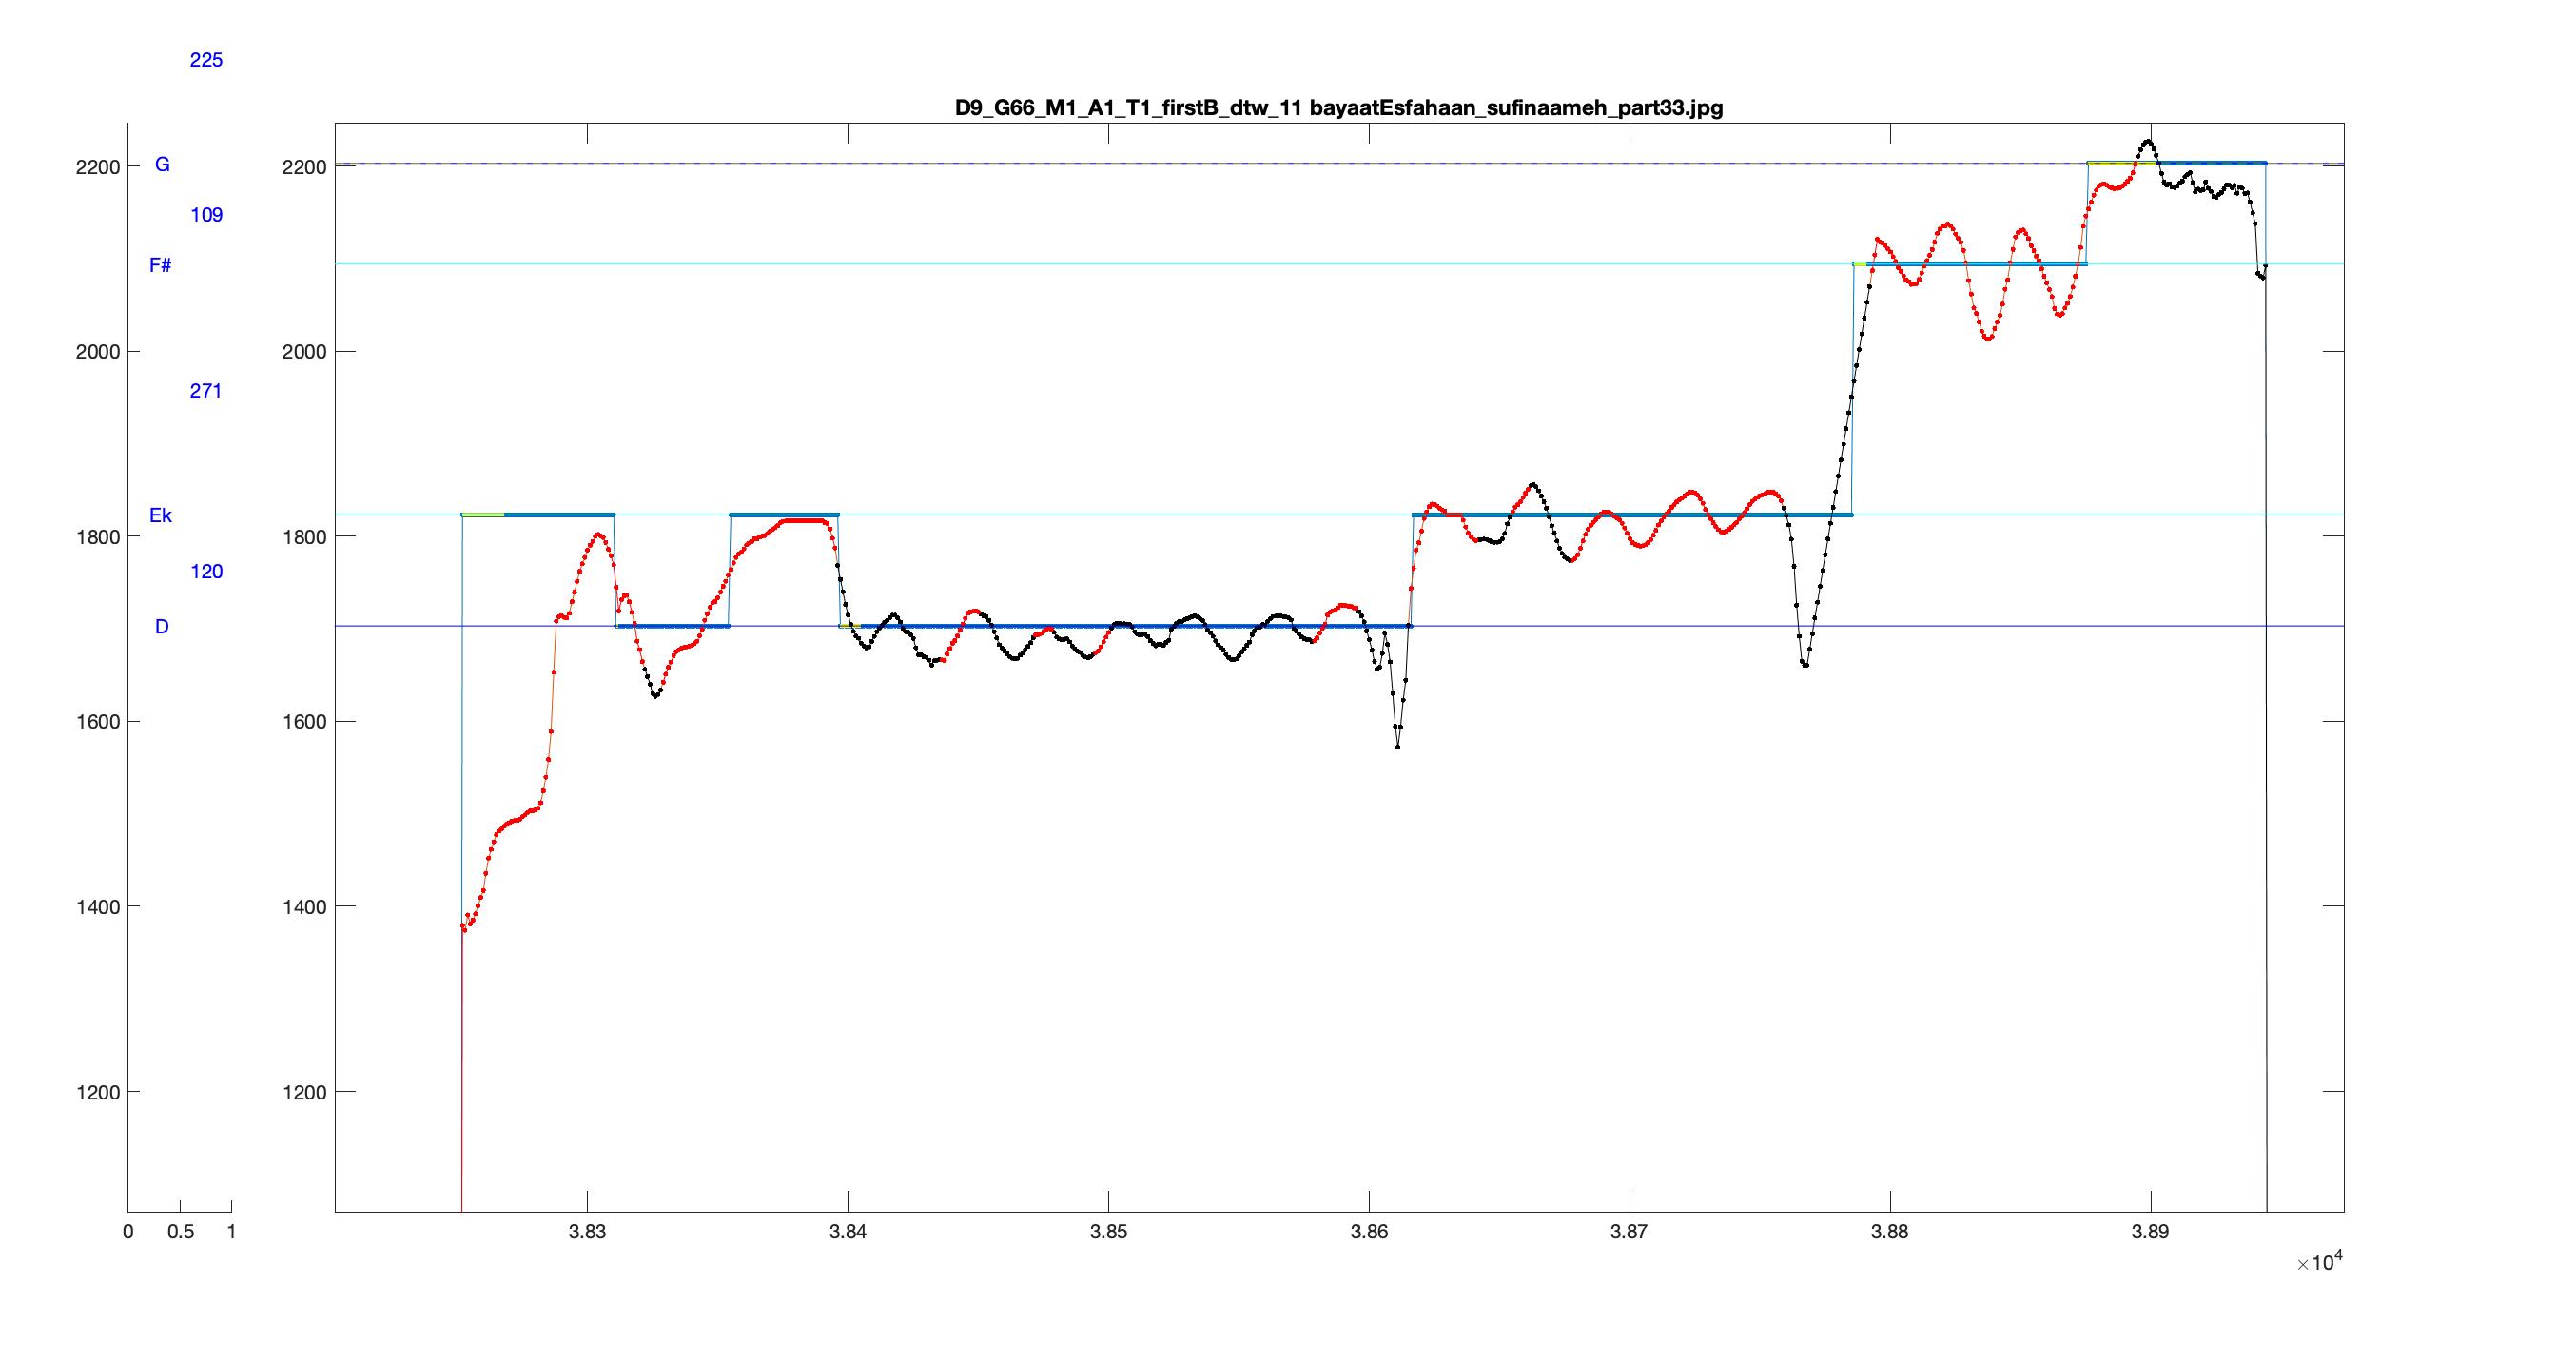 225
D9_G66_M1_A1_T1_firstB_dtw_11 bayaatEsfahaan_sufinaameh_part33.jpg
2200 G 2200
109
F#
2000 2000
271
Ek
1800 1800
120
D
1600 1600
1400 1400
1200 1200
0 0.5 1 3.83 3.84 3.85 3.86 3.87 3.88 3.89
×10^4